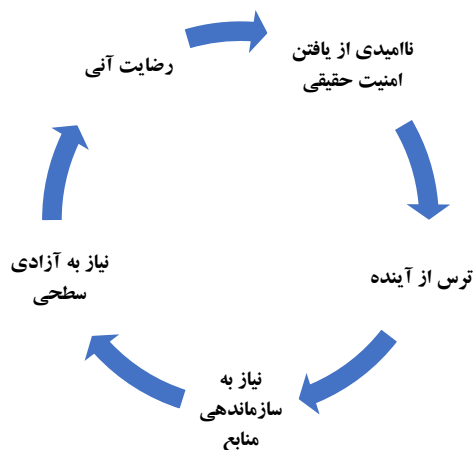 ناامیدی از یافتن
امنیت حقیقی
ترس از آینده
نیاز به
سازماندهی
منابع
نیاز به آزادی
سطحی
رضایت آنی